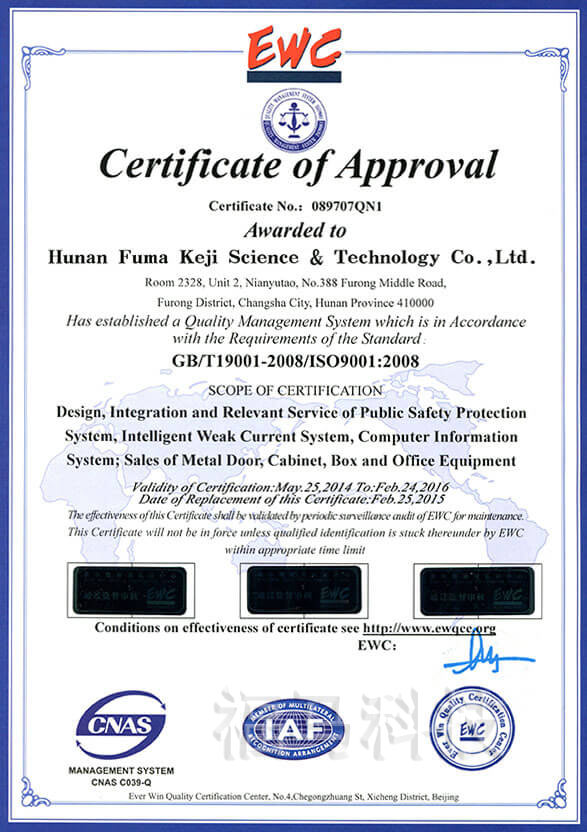 EWC
QUALITY MANAGEMENT SYSTEM
Certificate of Approval
Certificate No.: 089707QN1
Awarded to
Hunan Fuma Keji Science & Technology Co.,Ltd.
Room 2328, Unit 2, Nianyutao, No.388 Furong Middle Road,
Furong District, Changsha City, Hunan Province 410000
Has established a Quality Management System which is in Accordance
with the Requirements of the Standard :
GB/T19001-2008/ISO9001:2008
SCOPE OF CERTIFICATION
Design, Integration and Relevant Service of Public Safety Protection
System, Intelligent Weak Current System, Computer Information
System; Sales of Metal Door, Cabinet, Box and Office Equipment
Validity of Certification:May.25,2014 To:Feb.24,2016
Date of Replacement of this Certificate:Feb.25,2015
The effectiveness of this Certificate shall be validated by periodic surveillance audit of EWC for maintenance.
This Certificate will not be in force unless qualified identification is stuck thereunder by EWC
within appropriate time limit
EWC
EWC
Conditions on effectiveness of certificate see http://www.ewqcc.org
EWC:
福马科技
CNAS
MEMBER OF MULTILATERAL
IAF
RECOGNITION ARRANGEMENT
Ever Win Quality Certification Center
EWC
MANAGEMENT SYSTEM
CNAS C039-Q
Ever Win Quality Certification Center, No.4,Chegongzhuang St, Xicheng District, Beijing